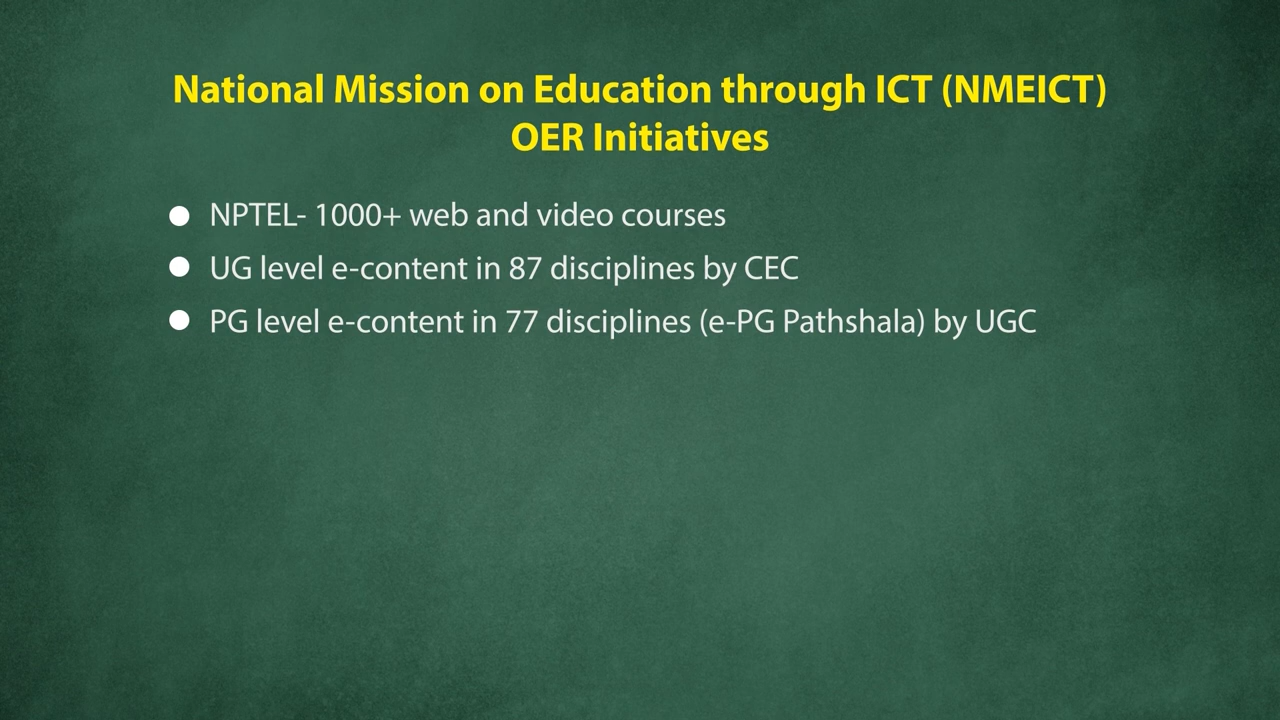 National Mission on Education through ICT (NMEICT)
OER Initiatives
● NPTEL- 1000+ web and video courses
● UG level e-content in 87 disciplines by CEC
● PG level e-content in 77 disciplines (e-PG Pathshala) by UGC